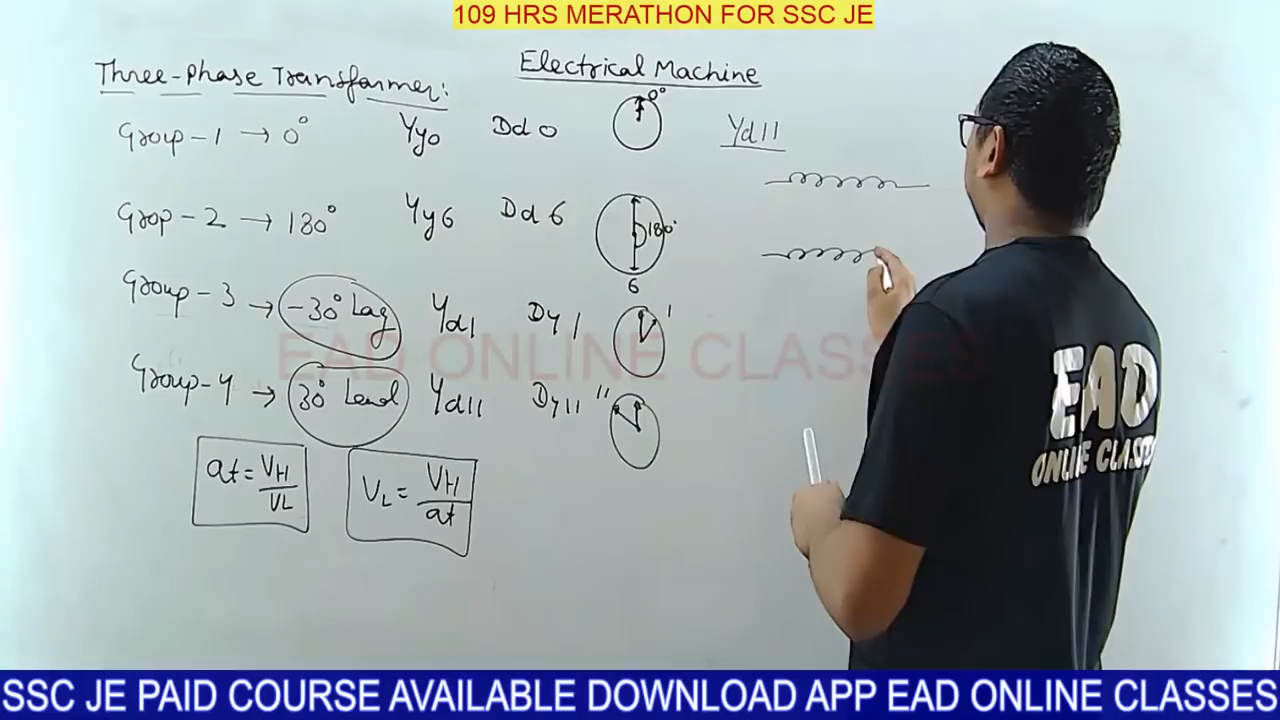 109 HRS MERATHON FOR SSC JE
Electrical Machine
Three-Phase Transformer:
Group-1 → 0° Yy0 Dd0 0° Yd11
Grop-2 → 180° Yy6 Dd6 180° 6
Group-3 → -30° Lag Yd1 Dy1 1
Group-4 → 30° Lead Yd11 Dy11 11
at = VH/VL
VL = VH/at
EAD ONLINE CLASSES
EAD
ONLINE CLASSES
SSC JE PAID COURSE AVAILABLE DOWNLOAD APP EAD ONLINE CLASSES